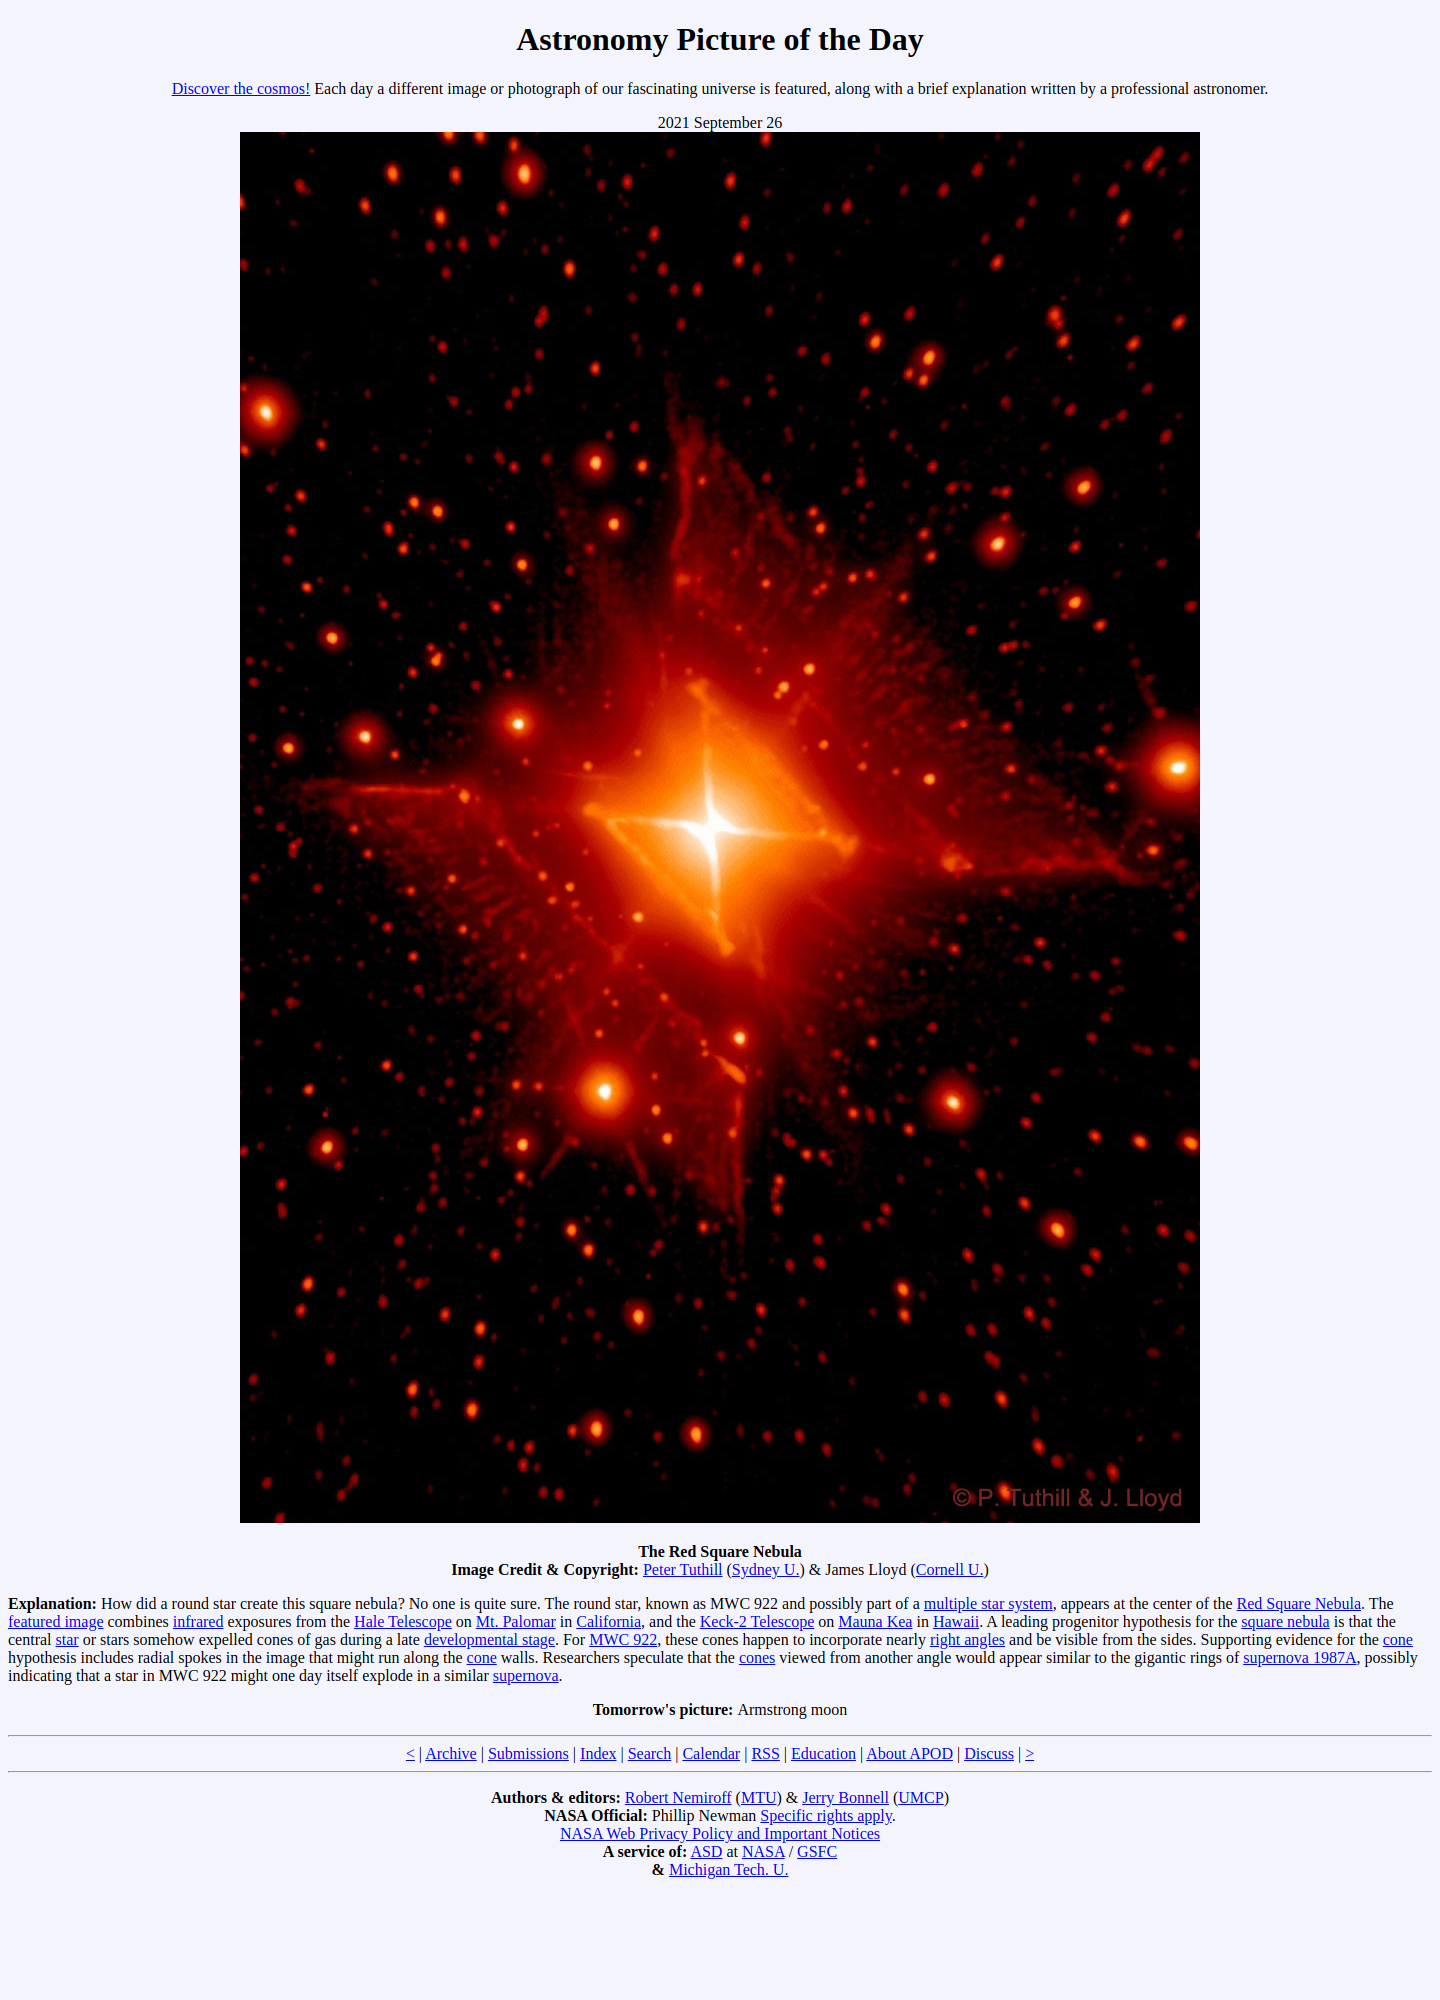 Astronomy Picture of the Day
Discover the cosmos! Each day a different image or photograph of our fascinating universe is featured, along with a brief explanation written by a professional astronomer.
2021 September 26
© P. Tuthill & J. Lloyd
The Red Square Nebula
Image Credit & Copyright: Peter Tuthill (Sydney U.) & James Lloyd (Cornell U.)
Explanation: How did a round star create this square nebula? No one is quite sure. The round star, known as MWC 922 and possibly part of a multiple star system, appears at the center of the Red Square Nebula. The
featured image combines infrared exposures from the Hale Telescope on Mt. Palomar in California, and the Keck-2 Telescope on Mauna Kea in Hawaii. A leading progenitor hypothesis for the square nebula is that the
central star or stars somehow expelled cones of gas during a late developmental stage. For MWC 922, these cones happen to incorporate nearly right angles and be visible from the sides. Supporting evidence for the cone
hypothesis includes radial spokes in the image that might run along the cone walls. Researchers speculate that the cones viewed from another angle would appear similar to the gigantic rings of supernova 1987A, possibly
indicating that a star in MWC 922 might one day itself explode in a similar supernova.
Tomorrow's picture: Armstrong moon
< | Archive | Submissions | Index | Search | Calendar | RSS | Education | About APOD | Discuss | >
Authors & editors: Robert Nemiroff (MTU) & Jerry Bonnell (UMCP)
NASA Official: Phillip Newman Specific rights apply.
NASA Web Privacy Policy and Important Notices
A service of: ASD at NASA / GSFC
& Michigan Tech. U.